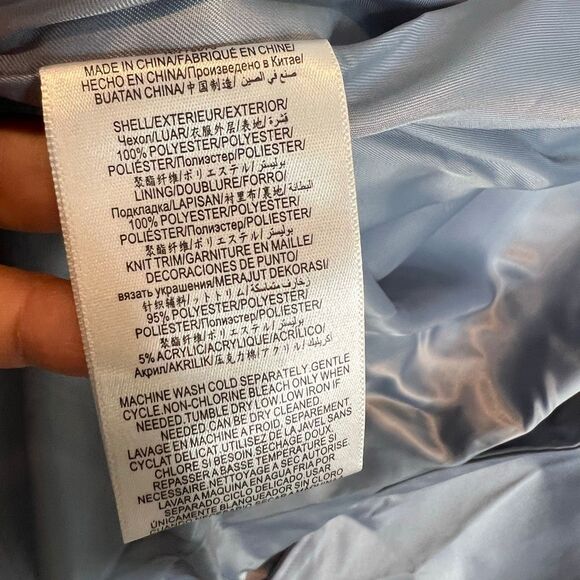 MADE IN CHINA/FABRIQUÉ EN CHINE/
HECHO EN CHINA/Произведено в Китае/
BUATAN CHINA/中国制造/ صنع في الصين/
SHELL/EXTERIEUR/EXTERIOR/
Чехол/LUAR/衣服外层/表地/قشرة/
100% POLYESTER/POLYESTER/
POLIÉSTER/Полиэстер/POLIESTER/
聚酯纤维/ポリエステル/بوليستر/
LINING/DOUBLURE/FORRO/
Подкладка/LAPISAN/衬里布/裏地/البطانة/
100% POLYESTER/POLYESTER/
POLIÉSTER/Полиэстер/POLIESTER/
聚酯纤维/ポリエステル/بوليستر/
KNIT TRIM/GARNITURE EN MAILLE/
DECORACIONES DE PUNTO/
вязать украшения/MERAJUT DEKORASI/
针织辅料/ニットトリム/زخارف متماسكة/
95% POLYESTER/POLYESTER/
POLIÉSTER/Полиэстер/POLIESTER/
聚酯纤维/ポリエステル/بوليستر/
5% ACRYLIC/ACRYLIQUE/ACRÍLICO/
Акрил/AKRILIK/压克力棉/アクリル/اكريليك/
MACHINE WASH COLD SEPARATELY.GENTLE
CYCLE.NON-CHLORINE BLEACH ONLY WHEN
NEEDED.TUMBLE DRY LOW.LOW IRON IF
NEEDED.CAN BE DRY CLEANED.
LAVAGE EN MACHINE A FROID, SEPAREMENT
CYCLAT DELICAT.UTILISEZ DE LA JAVEL SANS
CHLORE SI BESOIN SÉCHAGE DOUX.
REPASSER, A BASSE TEMPERATURE SI
NECESSAIRE. NETTOYAGE A SEC AUTORISE.
LAVAR A MAQUINA EN AGUA FRIA POR
SEPARADO.CICLO DELICADO.USAR
ÚNICAMENTE BLANQUEADOR SIN CLORO